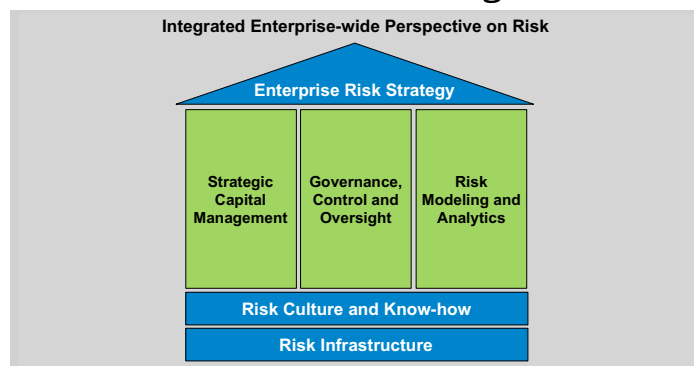 Integrated Enterprise-wide Perspective on Risk
Enterprise Risk Strategy
Strategic
Capital
Management
Governance,
Control and
Oversight
Risk
Modeling and
Analytics
Risk Culture and Know-how
Risk Infrastructure